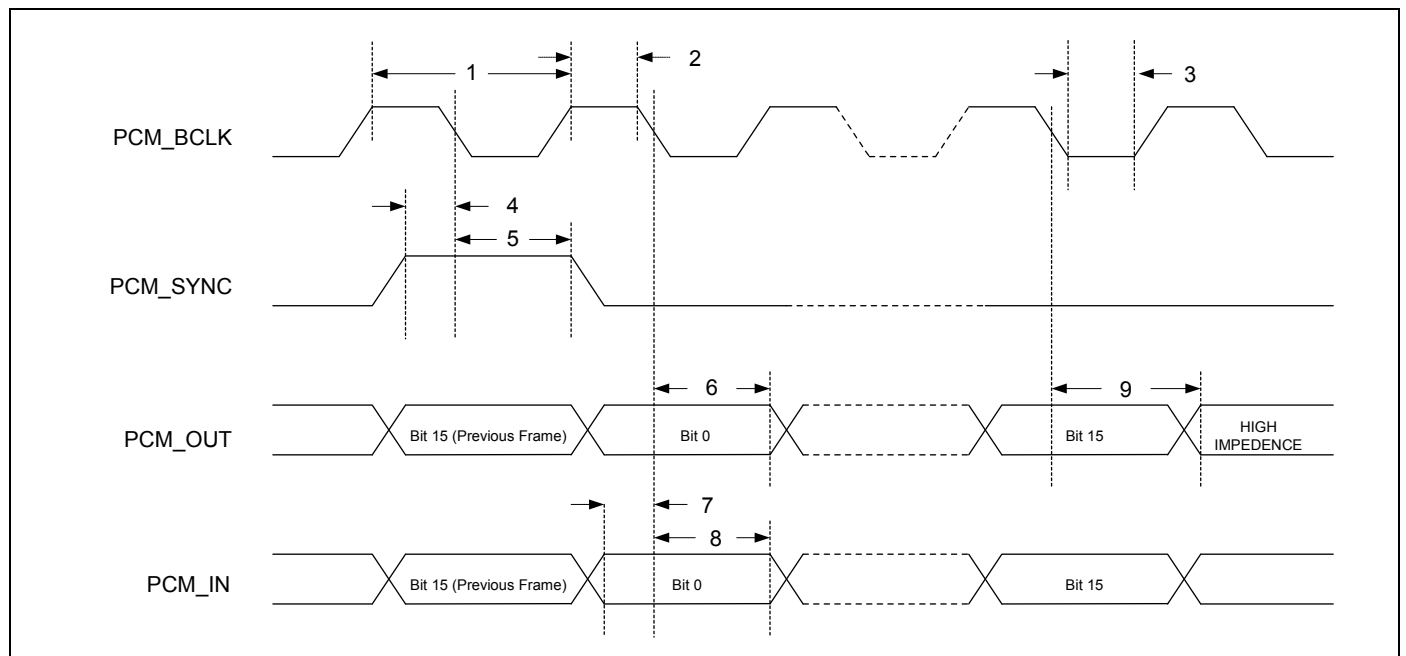 1
2
3
PCM_BCLK
4
5
PCM_SYNC
6
9
PCM_OUT
Bit 15 (Previous Frame)
Bit 0
Bit 15
HIGH
IMPEDENCE
7
8
PCM_IN
Bit 15 (Previous Frame)
Bit 0
Bit 15